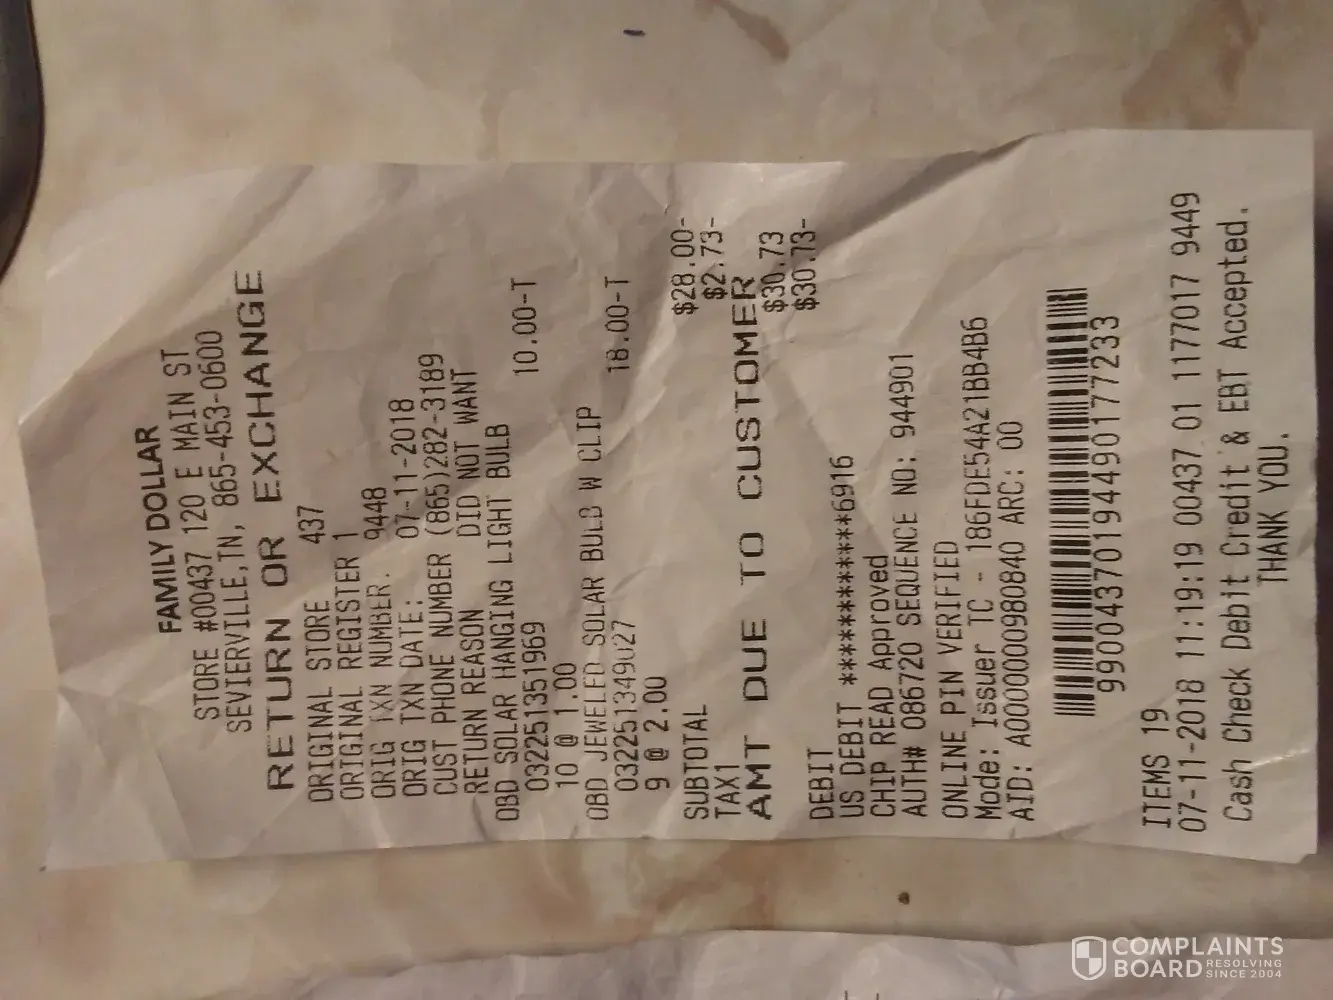 FAMILY DOLLAR
STORE #00437 120 E MAIN ST
SEVIERVILLE,TN, 865-453-0600
RETURN OR EXCHANGE
ORIGINAL STORE 437
ORIGINAL REGISTER 1
ORIG TXN NUMBER. 9448
ORIG TXN DATE: 07-11-2018
CUST PHONE NUMBER (865)282-3189
RETURN REASON DID NOT WANT
OBD SOLAR HANGING LIGHT BULB
032251351969 10.00-T
10 @ 1.00
OBD JEWELED SOLAR BULB W CLIP
032251349027 18.00-T
9 @ 2.00
SUBTOTAL $28.00-
TAX1 $2.73-
AMT DUE TO CUSTOMER
$30.73
DEBIT $30.73-
US DEBIT ************6916
CHIP READ Approved
AUTH# 086720 SEQUENCE NO: 944901
ONLINE PIN VERIFIED
Mode: Issuer TC - 186FDE54A21BB4B6
AID: A0000000980840 ARC: 00
99004370194490177233
ITEMS 19
07-11-2018 11:19:19 00437 01 1177017 9449
Cash Check Debit Credit & EBT Accepted.
THANK YOU.
COMPLAINTS
BOARD RESOLVING
SINCE 2004